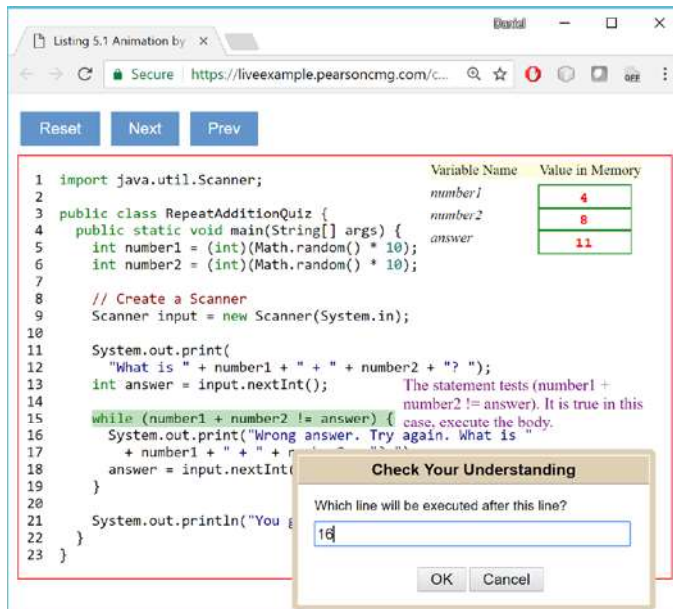 Daniel
Listing 5.1 Animation by
Secure https://liveexample.pearsoncmg.com/c...
OFF
Reset Next Prev
Variable Name Value in Memory
number1 4
number2 8
answer 11
1 import java.util.Scanner;
2
3 public class RepeatAdditionQuiz {
4 public static void main(String[] args) {
5 int number1 = (int)(Math.random() * 10);
6 int number2 = (int)(Math.random() * 10);
7
8 // Create a Scanner
9 Scanner input = new Scanner(System.in);
10
11 System.out.print(
12 "What is " + number1 + " + " + number2 + "? ");
13 int answer = input.nextInt();
14
15 while (number1 + number2 != answer) {
16 System.out.print("Wrong answer. Try again. What is "
17 + number1 + " + "
18 answer = input.nextInt(
19 }
20
21 System.out.println("You g
22 }
23 }
The statement tests (number1 +
number2 != answer). It is true in this
case, execute the body.
Check Your Understanding
Which line will be executed after this line?
16
OK Cancel